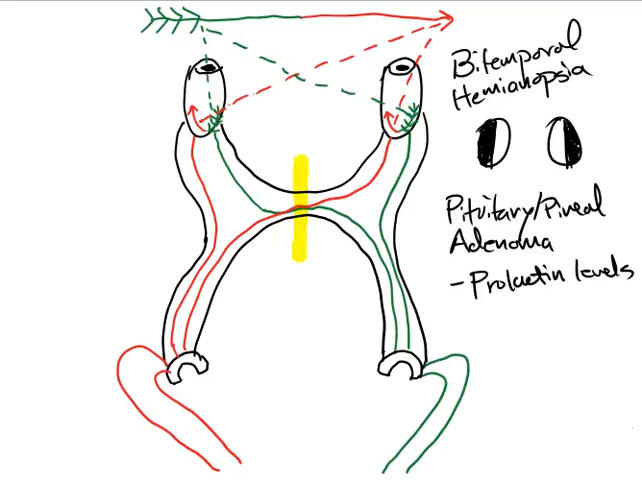 Bitemporal
Hemianopsia
Pituitary/Pineal
Adenoma
- Prolactin levels